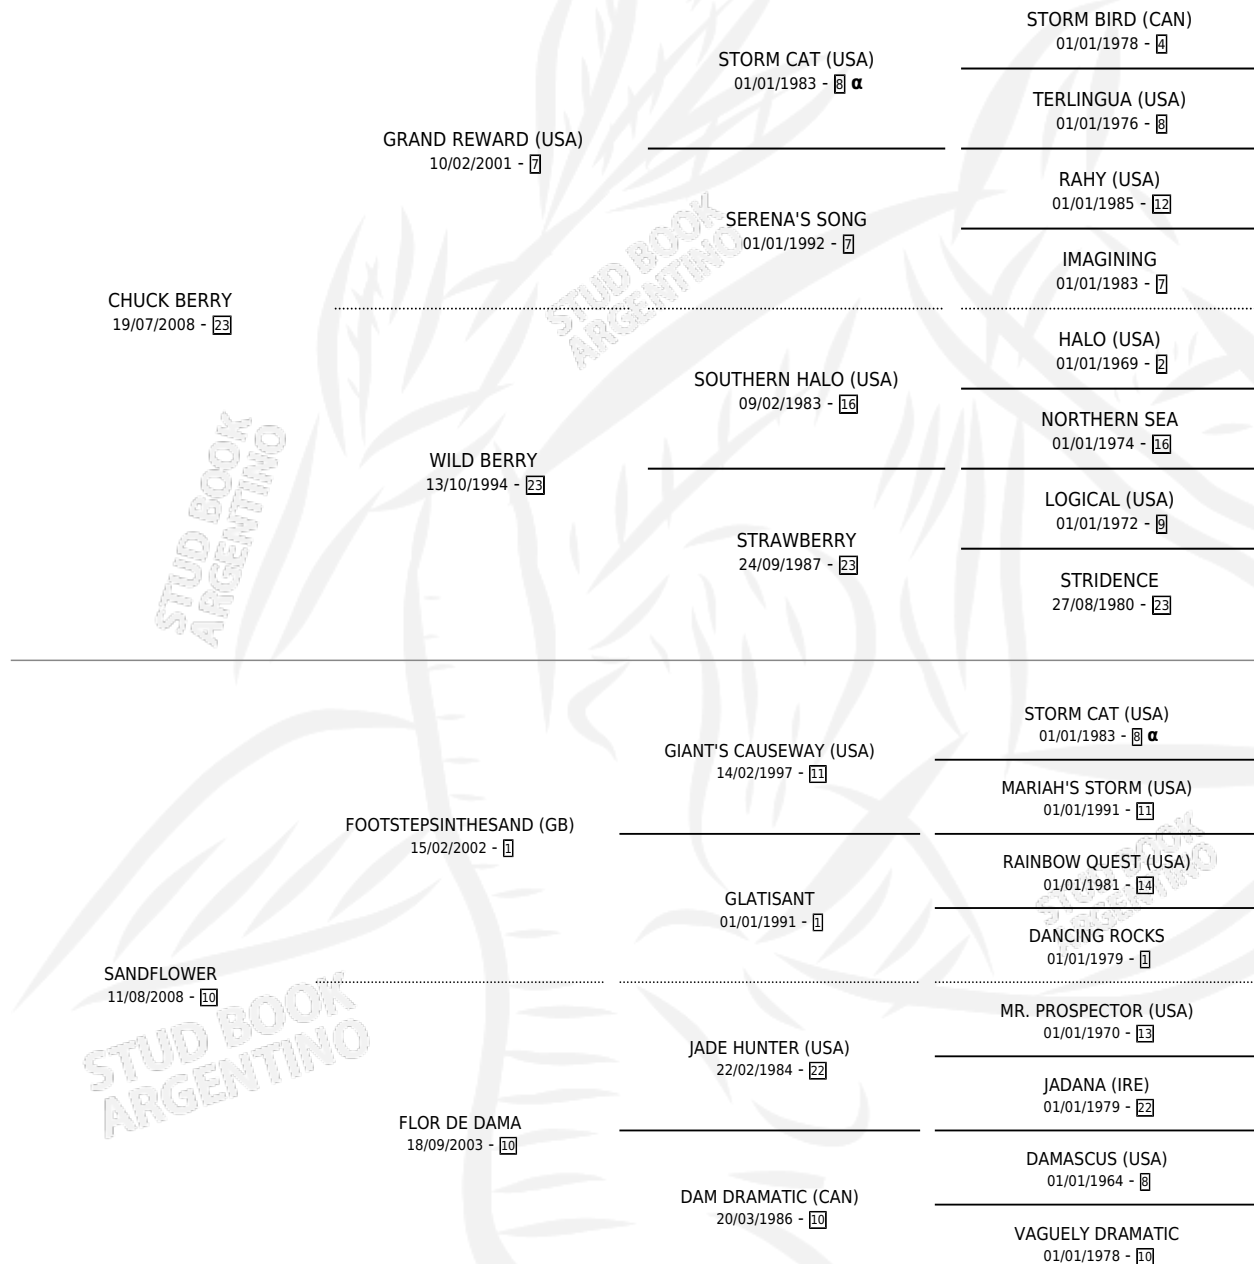 STORM BIRD (CAN)
01/01/1978 - 4
STORM CAT (USA)
01/01/1983 - 8 α
TERLINGUA (USA)
01/01/1976 - 8
GRAND REWARD (USA)
10/02/2001 - 7
RAHY (USA)
01/01/1985 - 12
SERENA'S SONG
01/01/1992 - 7
IMAGINING
01/01/1983 - 7
CHUCK BERRY
19/07/2008 - 23
HALO (USA)
01/01/1969 - 2
SOUTHERN HALO (USA)
09/02/1983 - 16
NORTHERN SEA
01/01/1974 - 16
WILD BERRY
13/10/1994 - 23
LOGICAL (USA)
01/01/1972 - 9
STRAWBERRY
24/09/1987 - 23
STRIDENCE
27/08/1980 - 23
STORM CAT (USA)
01/01/1983 - 8 α
GIANT'S CAUSEWAY (USA)
14/02/1997 - 11
MARIAH'S STORM (USA)
01/01/1991 - 11
FOOTSTEPSINTHESAND (GB)
15/02/2002 - 1
RAINBOW QUEST (USA)
01/01/1981 - 14
GLATISANT
01/01/1991 - 1
DANCING ROCKS
01/01/1979 - 1
SANDFLOWER
11/08/2008 - 10
MR. PROSPECTOR (USA)
01/01/1970 - 13
JADE HUNTER (USA)
22/02/1984 - 22
JADANA (IRE)
01/01/1979 - 22
FLOR DE DAMA
18/09/2003 - 10
DAMASCUS (USA)
01/01/1964 - 8
DAM DRAMATIC (CAN)
20/03/1986 - 10
VAGUELY DRAMATIC
01/01/1978 - 10
STUD BOOK
ARGENTINO
STUD BOOK
ARGENTINO
STUD BOOK
ARGENTINO
STUD BOOK
ARGENTINO